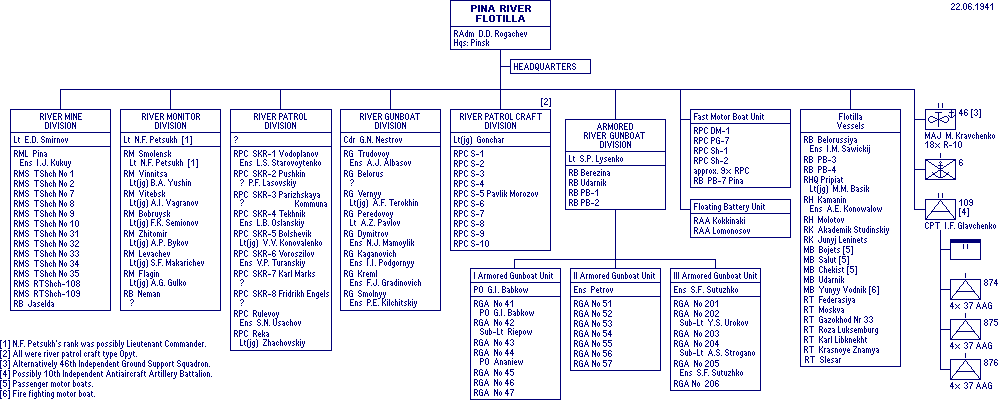 22.06.1941
PINA RIVER
FLOTILLA
RAdm D.D. Rogachev
Hqs: Pinsk
HEADQUARTERS
RIVER MINE
DIVISION
Lt E.D. Smirnov
RML Pina
Ens I.J. Kukuy
RMS TShch No 1
RMS TShch No 2
RMS TShch No 7
RMS TShch No 8
RMS TShch No 9
RMS TShch No 10
RMS TShch No 31
RMS TShch No 32
RMS TShch No 33
RMS TShch No 34
RMS TShch No 35
RMS RTShch-108
RMS RTShch-109
RB Jaselda
RIVER MONITOR
DIVISION
Lt N.F. Petsukh [1]
RM Smolensk
Lt N.F. Petsukh [1]
RM Vinnitsa
Lt(jg) B.A. Yushin
RM Vitebsk
Lt(jg) A.I. Vagranov
RM Bobruysk
Lt(jg) F.K. Semionov
RM Zhitomir
Lt(jg) A.P. Bykov
RM Levachev
Lt(jg) S.F. Makarichev
RM Flagin
Lt(jg) A.G. Gulko
RB Neman
?
RIVER PATROL
DIVISION
?
RPC SKR-1 Vodoplanov
Ens L.S. Starovoytenko
RPC SKR-2 Pushkin
? P.F. Lasovskiy
RPC SKR-3 Parizhskaya
? Kommuna
RPC SKR-4 Tekhnik
Ens L.B. Oslanskiy
RPC SKR-5 Bolshevik
Lt(jg) V.V. Konovalenko
RPC SKR-6 Voroszilov
Ens V.P. Turanskiy
RPC SKR-7 Karl Marks
?
RPC SKR-8 Fridrikh Engels
?
RPC Rulevoy
Ens S.N. Usachov
RPC Reka
Lt(jg) Zhachovskiy
RIVER GUNBOAT
DIVISION
Cdr G.N. Nestrov
RG Trudovoy
Ens A.J. Albasov
RG Belorus
?
RG Vernyy
Lt(jg) A.F. Terokhin
RG Peredovoy
Lt A.Z. Pavlov
RG Dymitrov
Ens N.J. Mamoylik
RG Kaganovich
Ens I.I. Podgornyy
RG Kreml
Ens F.J. Gradinovich
RG Smolnyy
Ens P.E. Kilchitskiy
[2]
RIVER PATROL CRAFT
DIVISION
Lt(jg) Gonchar
RPC S-1
RPC S-2
RPC S-3
RPC S-4
RPC S-5 Pavlik Morozov
RPC S-6
RPC S-7
RPC S-8
RPC S-9
RPC S-10
ARMORED
RIVER GUNBOAT
DIVISION
Lt S.P. Lysenko
RB Berezina
RB Udarnik
RB PB-1
RB PB-2
I Armored Gunboat Unit
PO G.I. Babkow
RGA No 41
PO G.I. Babkow
RGA No 42
Sub-Lt Riepow
RGA No 43
RGA No 44
PO Ananiew
RGA No 45
RGA No 46
RGA No 47
II Armored Gunboat Unit
Ens Petrov
RGA No 51
RGA No 52
RGA No 53
RGA No 54
RGA No 55
RGA No 56
RGA No 57
III Armored Gunboat Unit
Ens S.F. Sutuzhko
RGA No 201
RGA No 202
Sub-Lt Y.S. Urokov
RGA No 203
RGA No 204
Sub-Lt A.S. Strogano
RGA No 205
Ens S.F. Sutuzhko
RGA No 206
Fast Motor Boat Unit
RPC DM-1
RPC PG-7
RPC Sh-1
RPC Sh-2
approx. 9x RPC
RB PB-7 Pina
Floating Battery Unit
RAA Kokkinaki
RAA Lomonosov
Flotilla
Vessels
RB Belorussiya
Ens I.M. Sawickij
RB PB-3
RB PB-4
RHQ Pripiat
Lt(jg) M.M. Basik
RH Kamanin
Ens A.E. Konowalow
RH Molotov
RK Akademik Studinskiy
RK Junyj Leninets
MB Bojets [5]
MB Salut [5]
MB Chekist [5]
MB Udarnik
MB Yunyy Vodnik [6]
RT Federasiya
RT Moskva
RT Gazokhod Nr 33
RT Roza Luksemburg
RT Karl Libknekht
RT Krasnoye Znamya
RT Slesar
II
46 [3]
MAJ M. Kravchenko
18x R-10
II
6
II
109
[4]
CPT I.F. Glavchenko
II
I
874
4x 37 AAG
I
875
4x 37 AAG
I
876
4x 37 AAG
[1] N.F. Petsukh's rank was possibly Lieutenant Commander.
[2] All were river patrol craft type Opyt.
[3] Alternatively 46th Independent Ground Support Squadron.
[4] Possibly 10th Independent Antiaircraft Artillery Battalion.
[5] Passenger motor boats.
[6] Fire fighting motor boat.